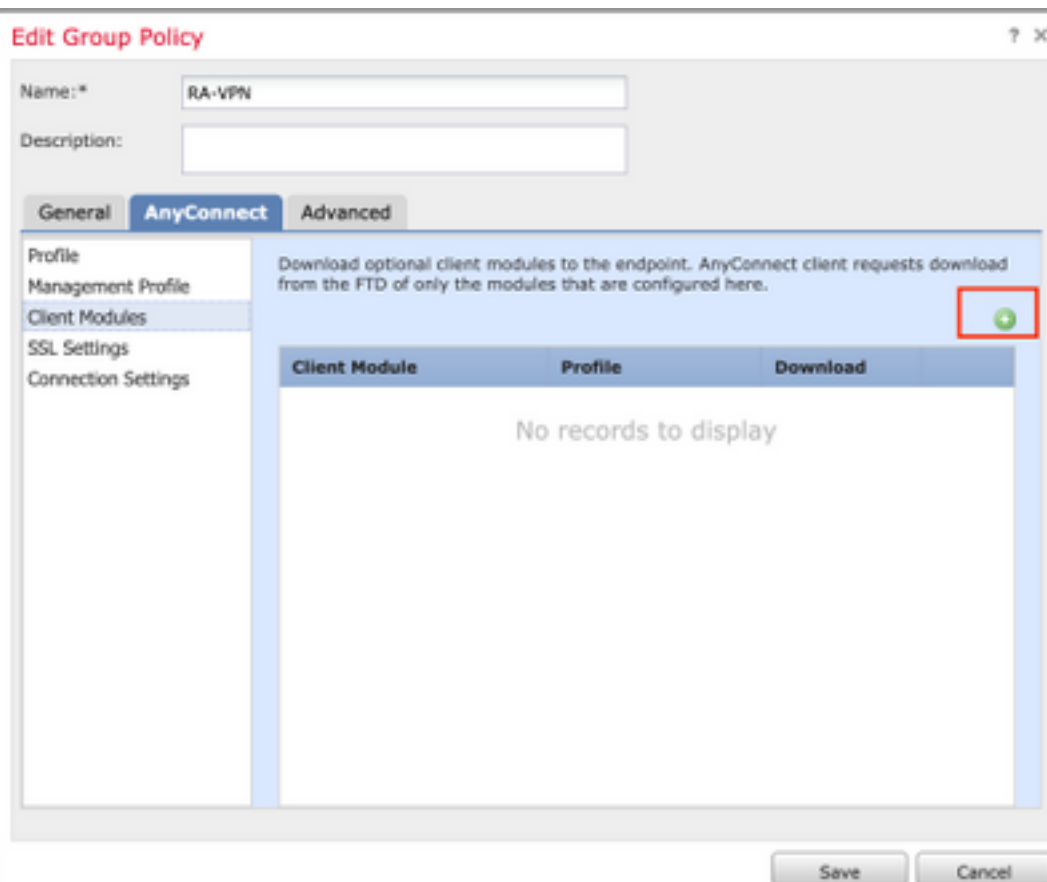 Edit Group Policy ? X
Name:* RA-VPN
Description:
General AnyConnect Advanced
Profile
Management Profile
Client Modules
SSL Settings
Connection Settings
Download optional client modules to the endpoint. AnyConnect client requests download
from the FTD of only the modules that are configured here.
Client Module Profile Download
No records to display
Save Cancel